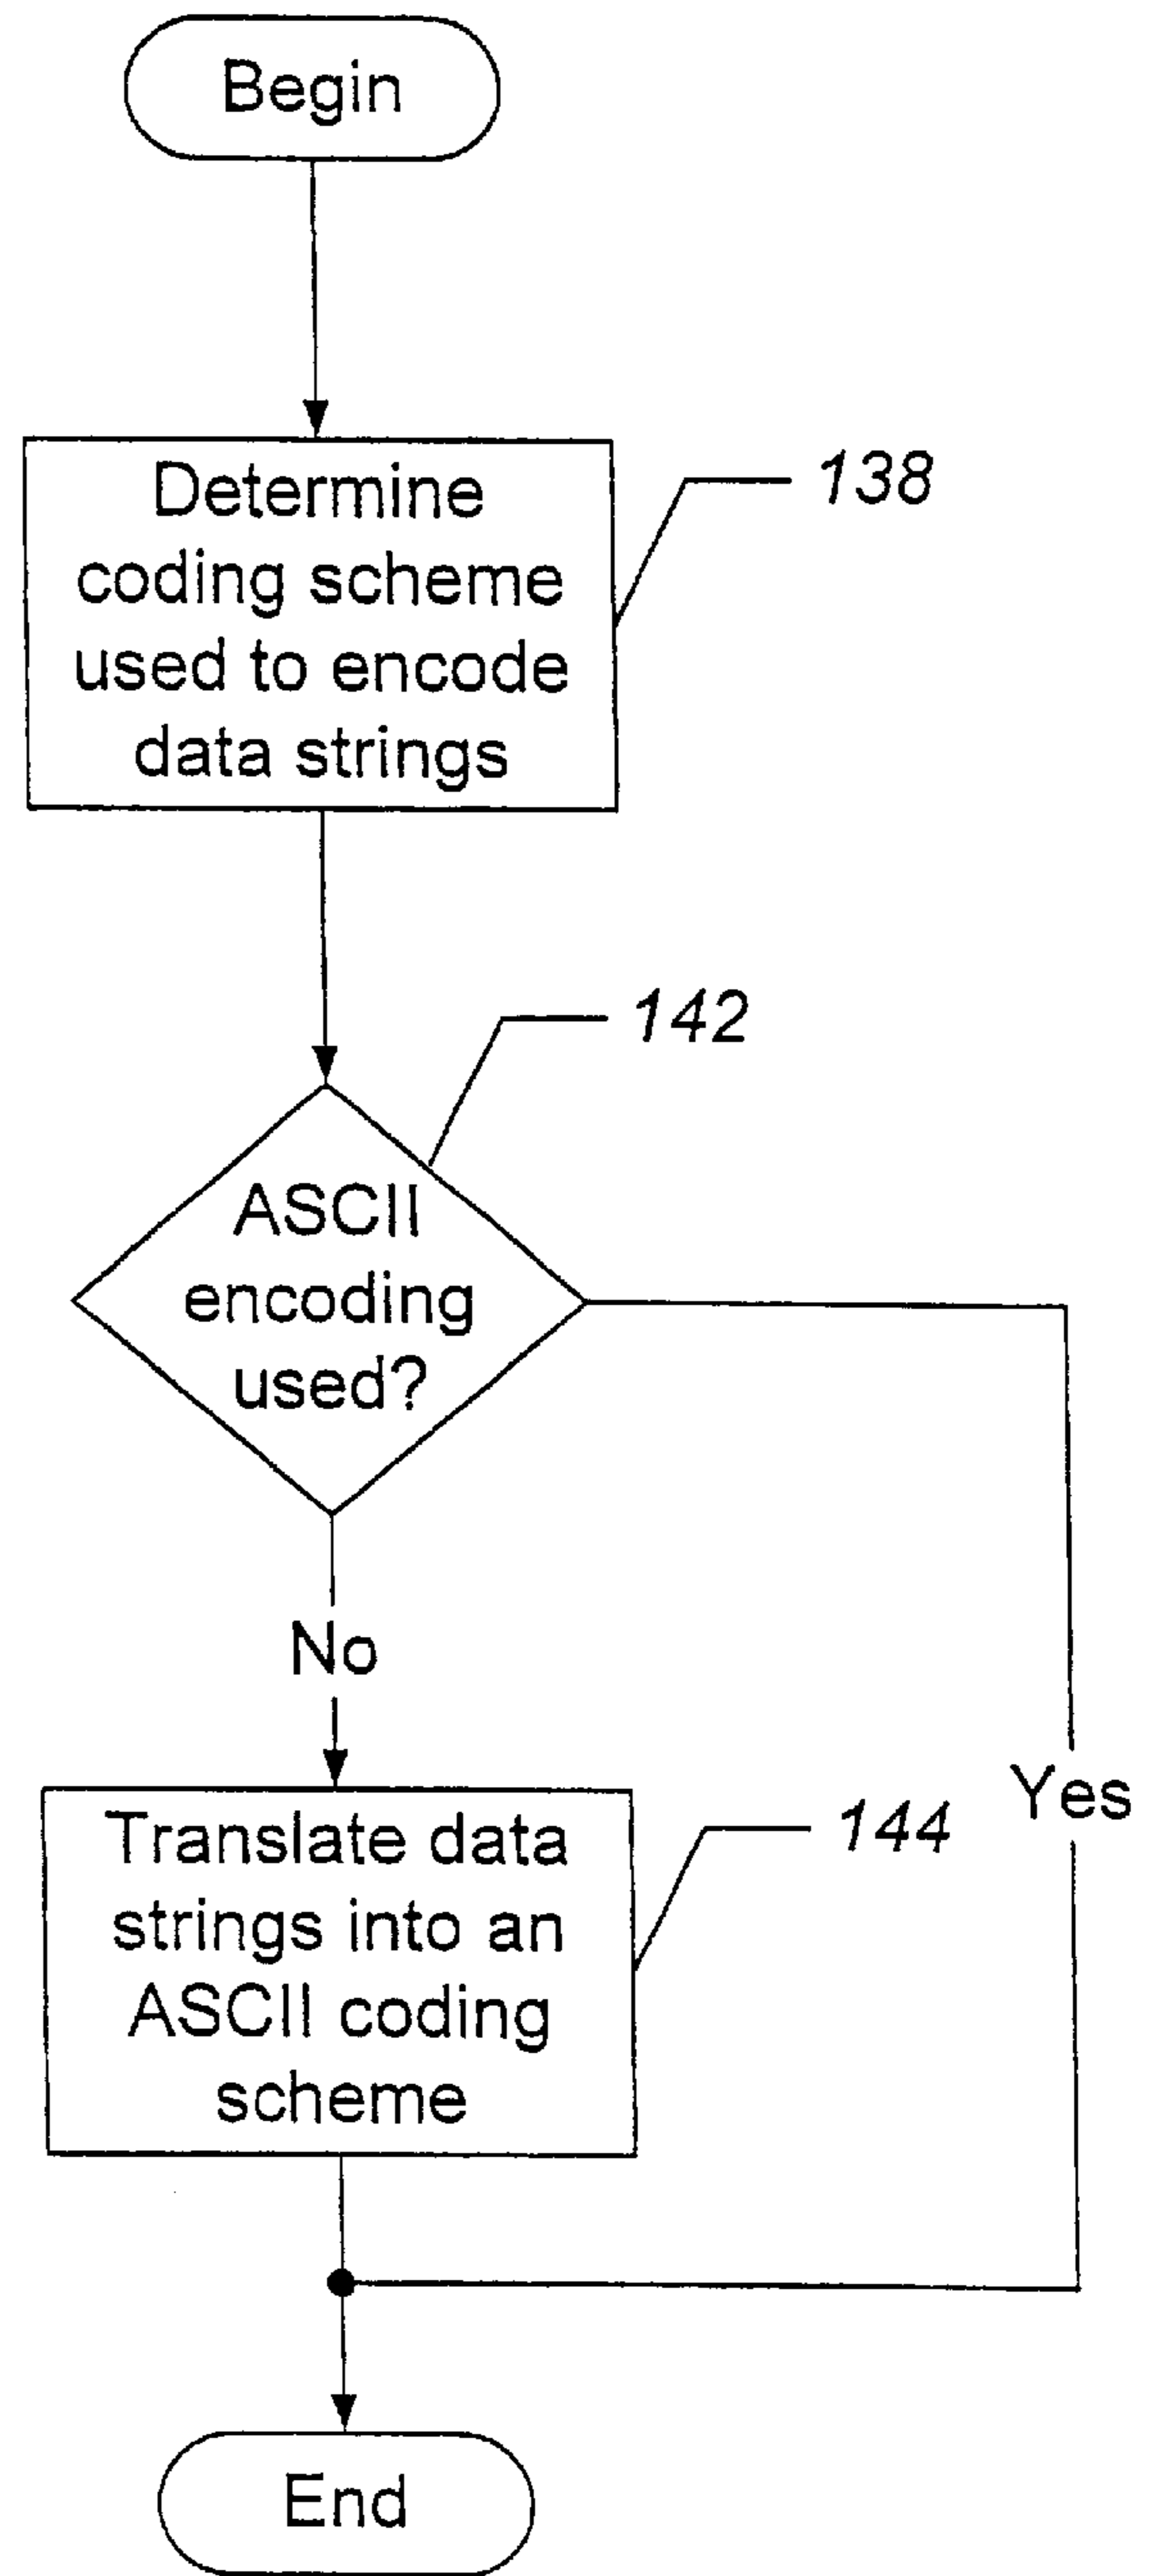 Begin
Determine
coding scheme
used to encode
data strings
138
142
ASCII
encoding
used?
No
Yes
Translate data
strings into an
ASCII coding
scheme
144
End